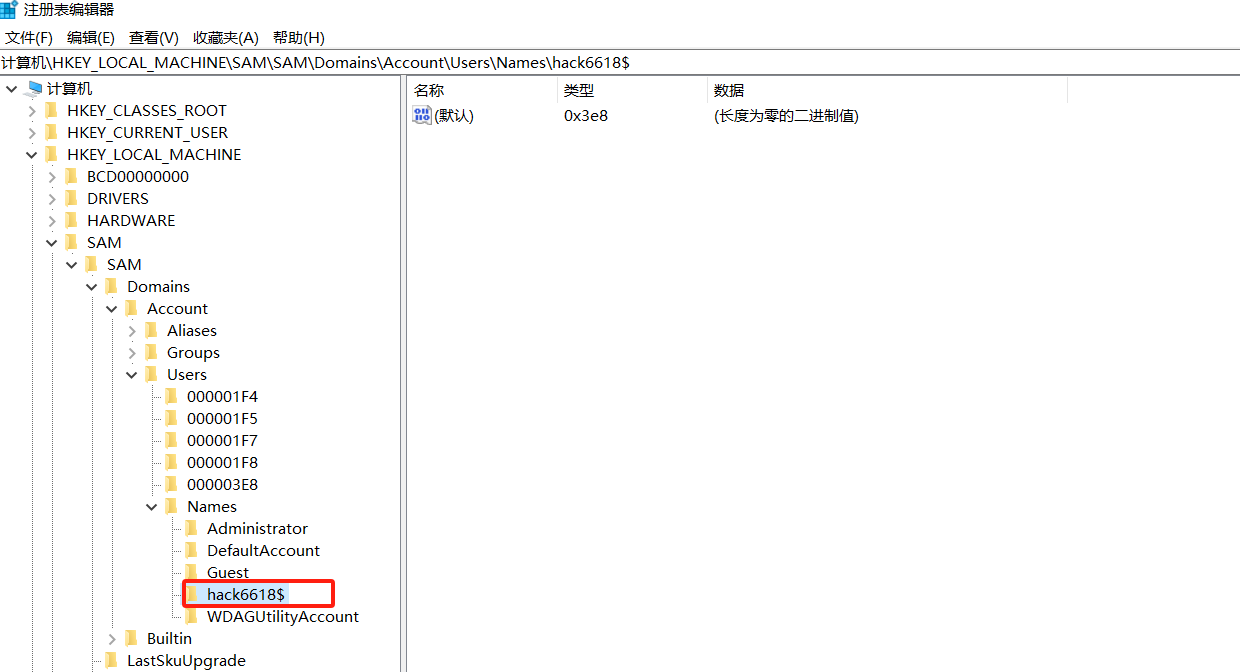 注册表编辑器
文件(F) 编辑(E) 查看(V) 收藏夹(A) 帮助(H)
计算机\HKEY_LOCAL_MACHINE\SAM\SAM\Domains\Account\Users\Names\hack6618$
计算机
HKEY_CLASSES_ROOT
HKEY_CURRENT_USER
HKEY_LOCAL_MACHINE
BCD00000000
DRIVERS
HARDWARE
SAM
SAM
Domains
Account
Aliases
Groups
Users
000001F4
000001F5
000001F7
000001F8
000003E8
Names
Administrator
DefaultAccount
Guest
hack6618$
WDAGUtilityAccount
Builtin
LastSkuUpgrade
名称 类型 数据
(默认) 0x3e8 (长度为零的二进制值)